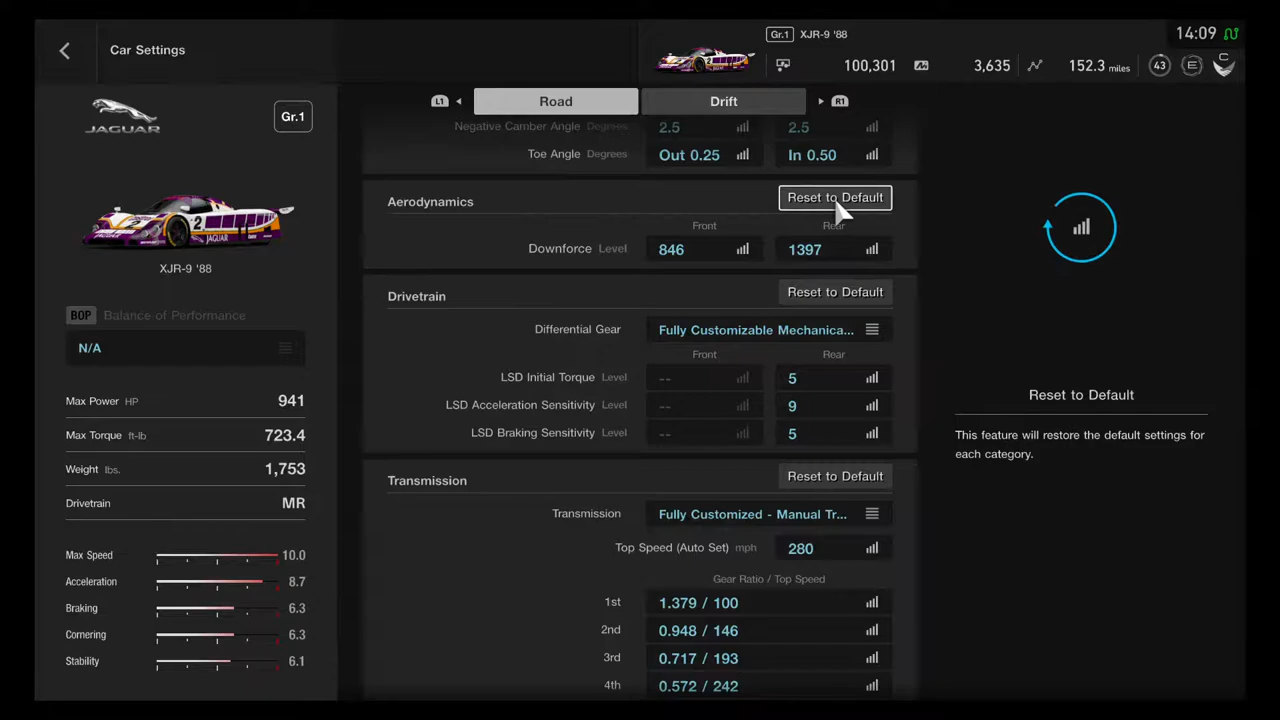 Car Settings
Gr.1 XJR-9 '88
14:09
100,301 3,635 152.3 miles 43 E C
L1 Road Drift R1
JAGUAR
Gr.1
2
2
JAGUAR
XJR-9 '88
BOP Balance of Performance
N/A
Max Power HP 941
Max Torque ft-lb 723.4
Weight lbs. 1,753
Drivetrain MR
Max Speed 10.0
Acceleration 8.7
Braking 6.3
Cornering 6.3
Stability 6.1
Negative Camber Angle Degrees 2.5 2.5
Toe Angle Degrees Out 0.25 In 0.50
Aerodynamics Reset to Default
Front Rear
Downforce Level 846 1397
Drivetrain Reset to Default
Differential Gear Fully Customizable Mechanica...
Front Rear
LSD Initial Torque Level -- 5
LSD Acceleration Sensitivity Level -- 9
LSD Braking Sensitivity Level -- 5
Transmission Reset to Default
Transmission Fully Customized - Manual Tr...
Top Speed (Auto Set) mph 280
Gear Ratio / Top Speed
1st 1.379 / 100
2nd 0.948 / 146
3rd 0.717 / 193
4th 0.572 / 242
Reset to Default
This feature will restore the default settings for
each category.